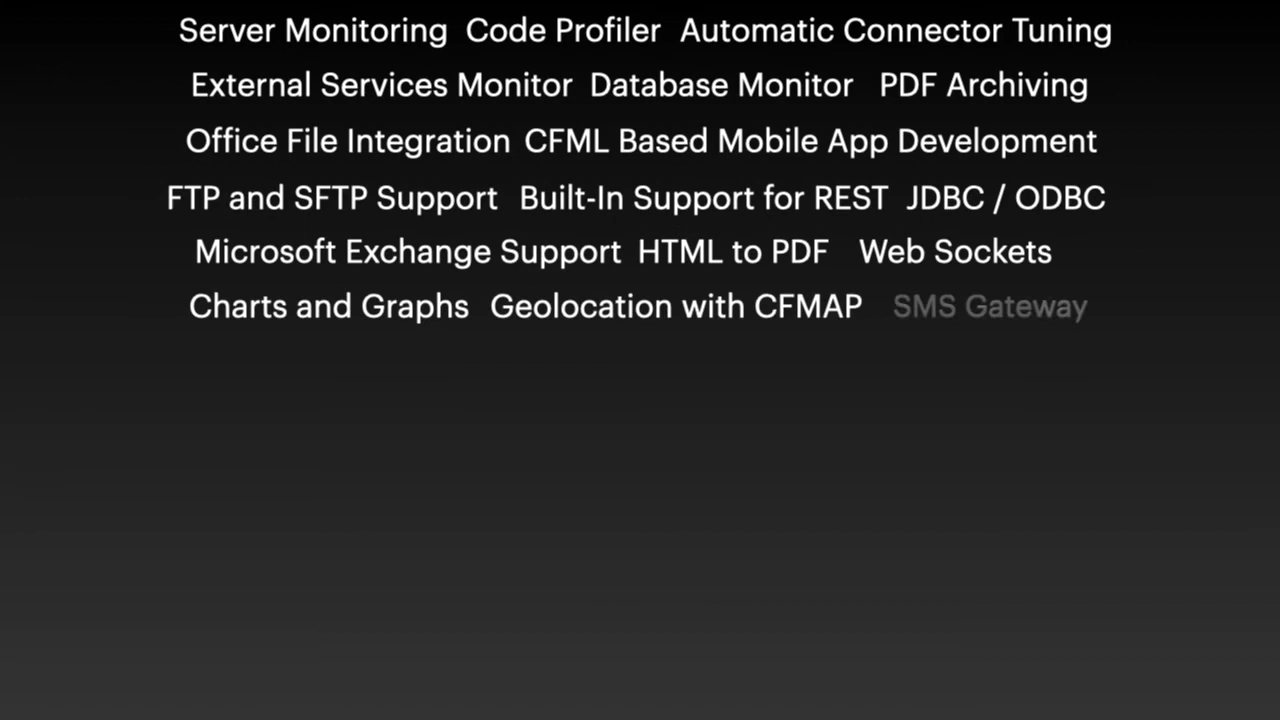 Server Monitoring Code Profiler Automatic Connector Tuning
External Services Monitor Database Monitor PDF Archiving
Office File Integration CFML Based Mobile App Development
FTP and SFTP Support Built-In Support for REST JDBC / ODBC
Microsoft Exchange Support HTML to PDF Web Sockets
Charts and Graphs Geolocation with CFMAP SMS Gateway